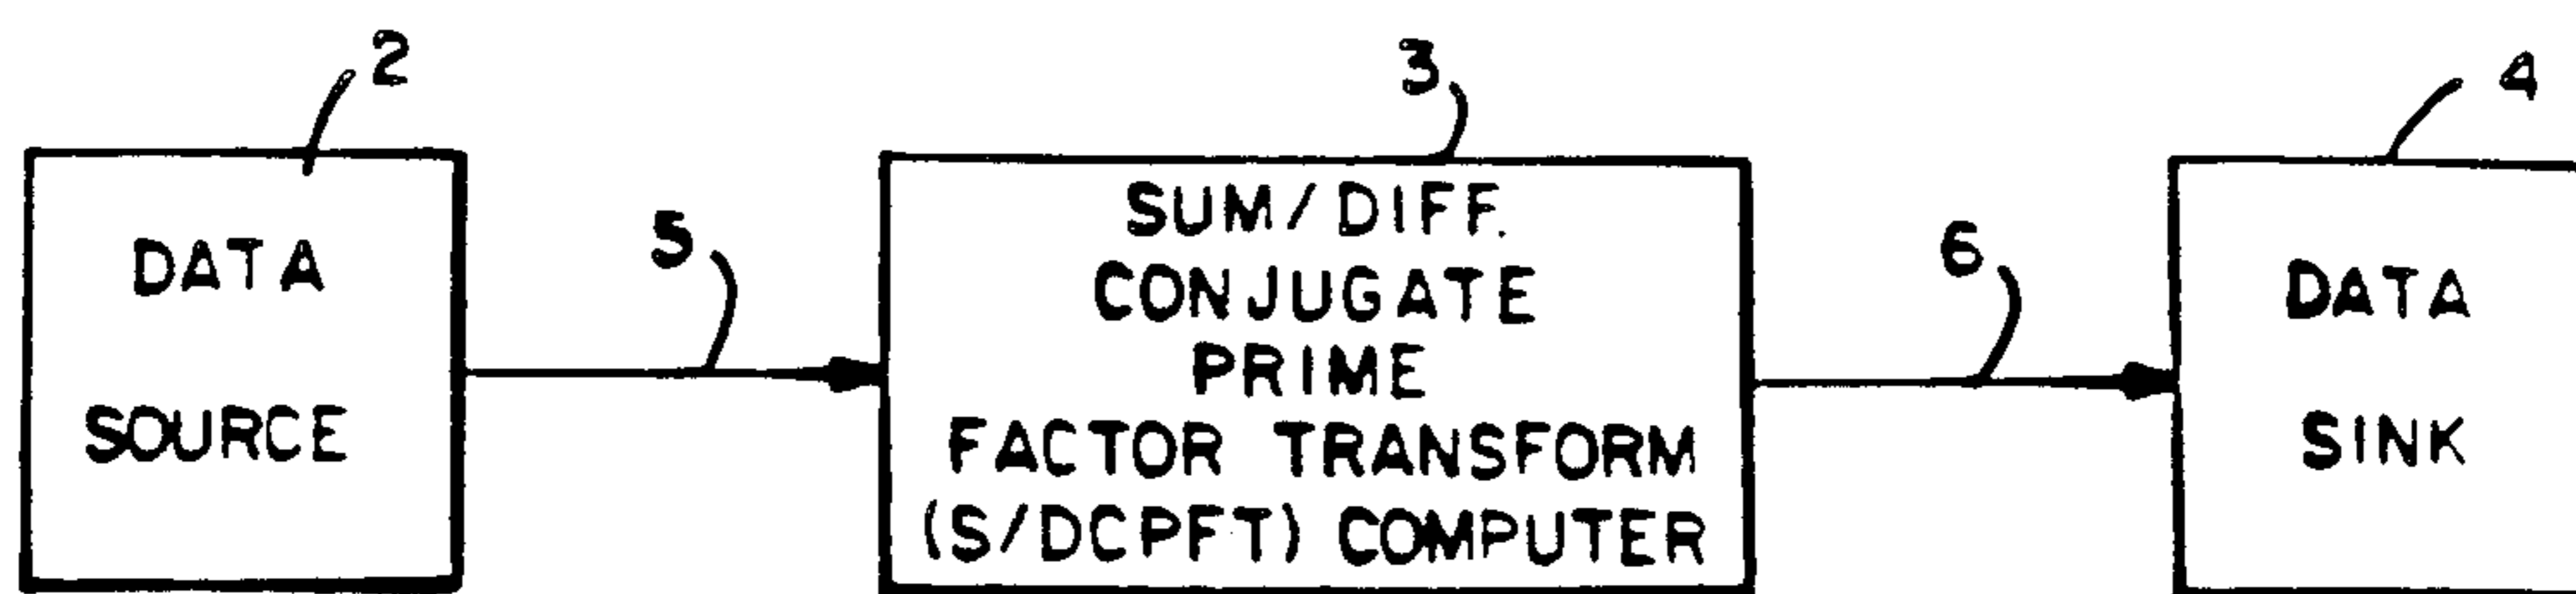 2
3
4
DATA
SOURCE
5
SUM/DIFF.
CONJUGATE
PRIME
FACTOR TRANSFORM
(S/DCPFT) COMPUTER
6
DATA
SINK